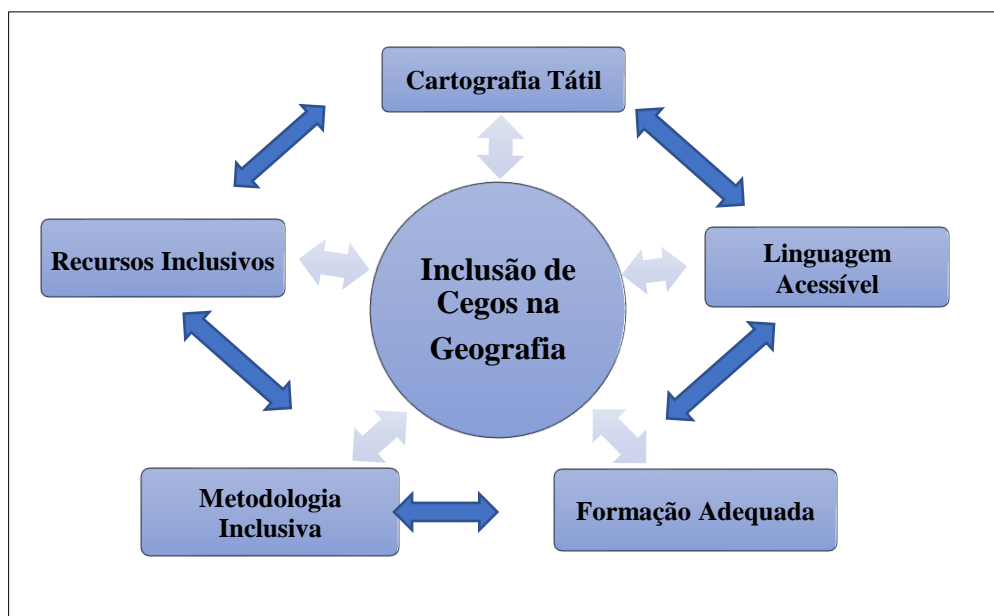 Cartografia Tátil
Recursos Inclusivos
Inclusão de
Cegos na
Geografia
Linguagem
Acessível
Metodologia
Inclusiva
Formação Adequada